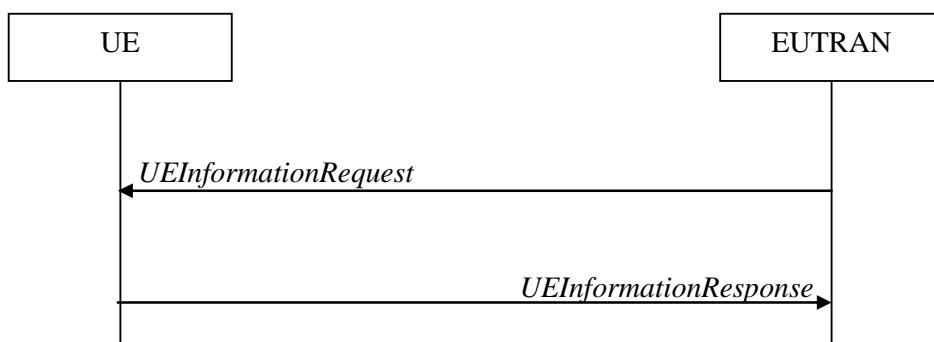 UE
EUTRAN
UEInformationRequest
UEInformationResponse